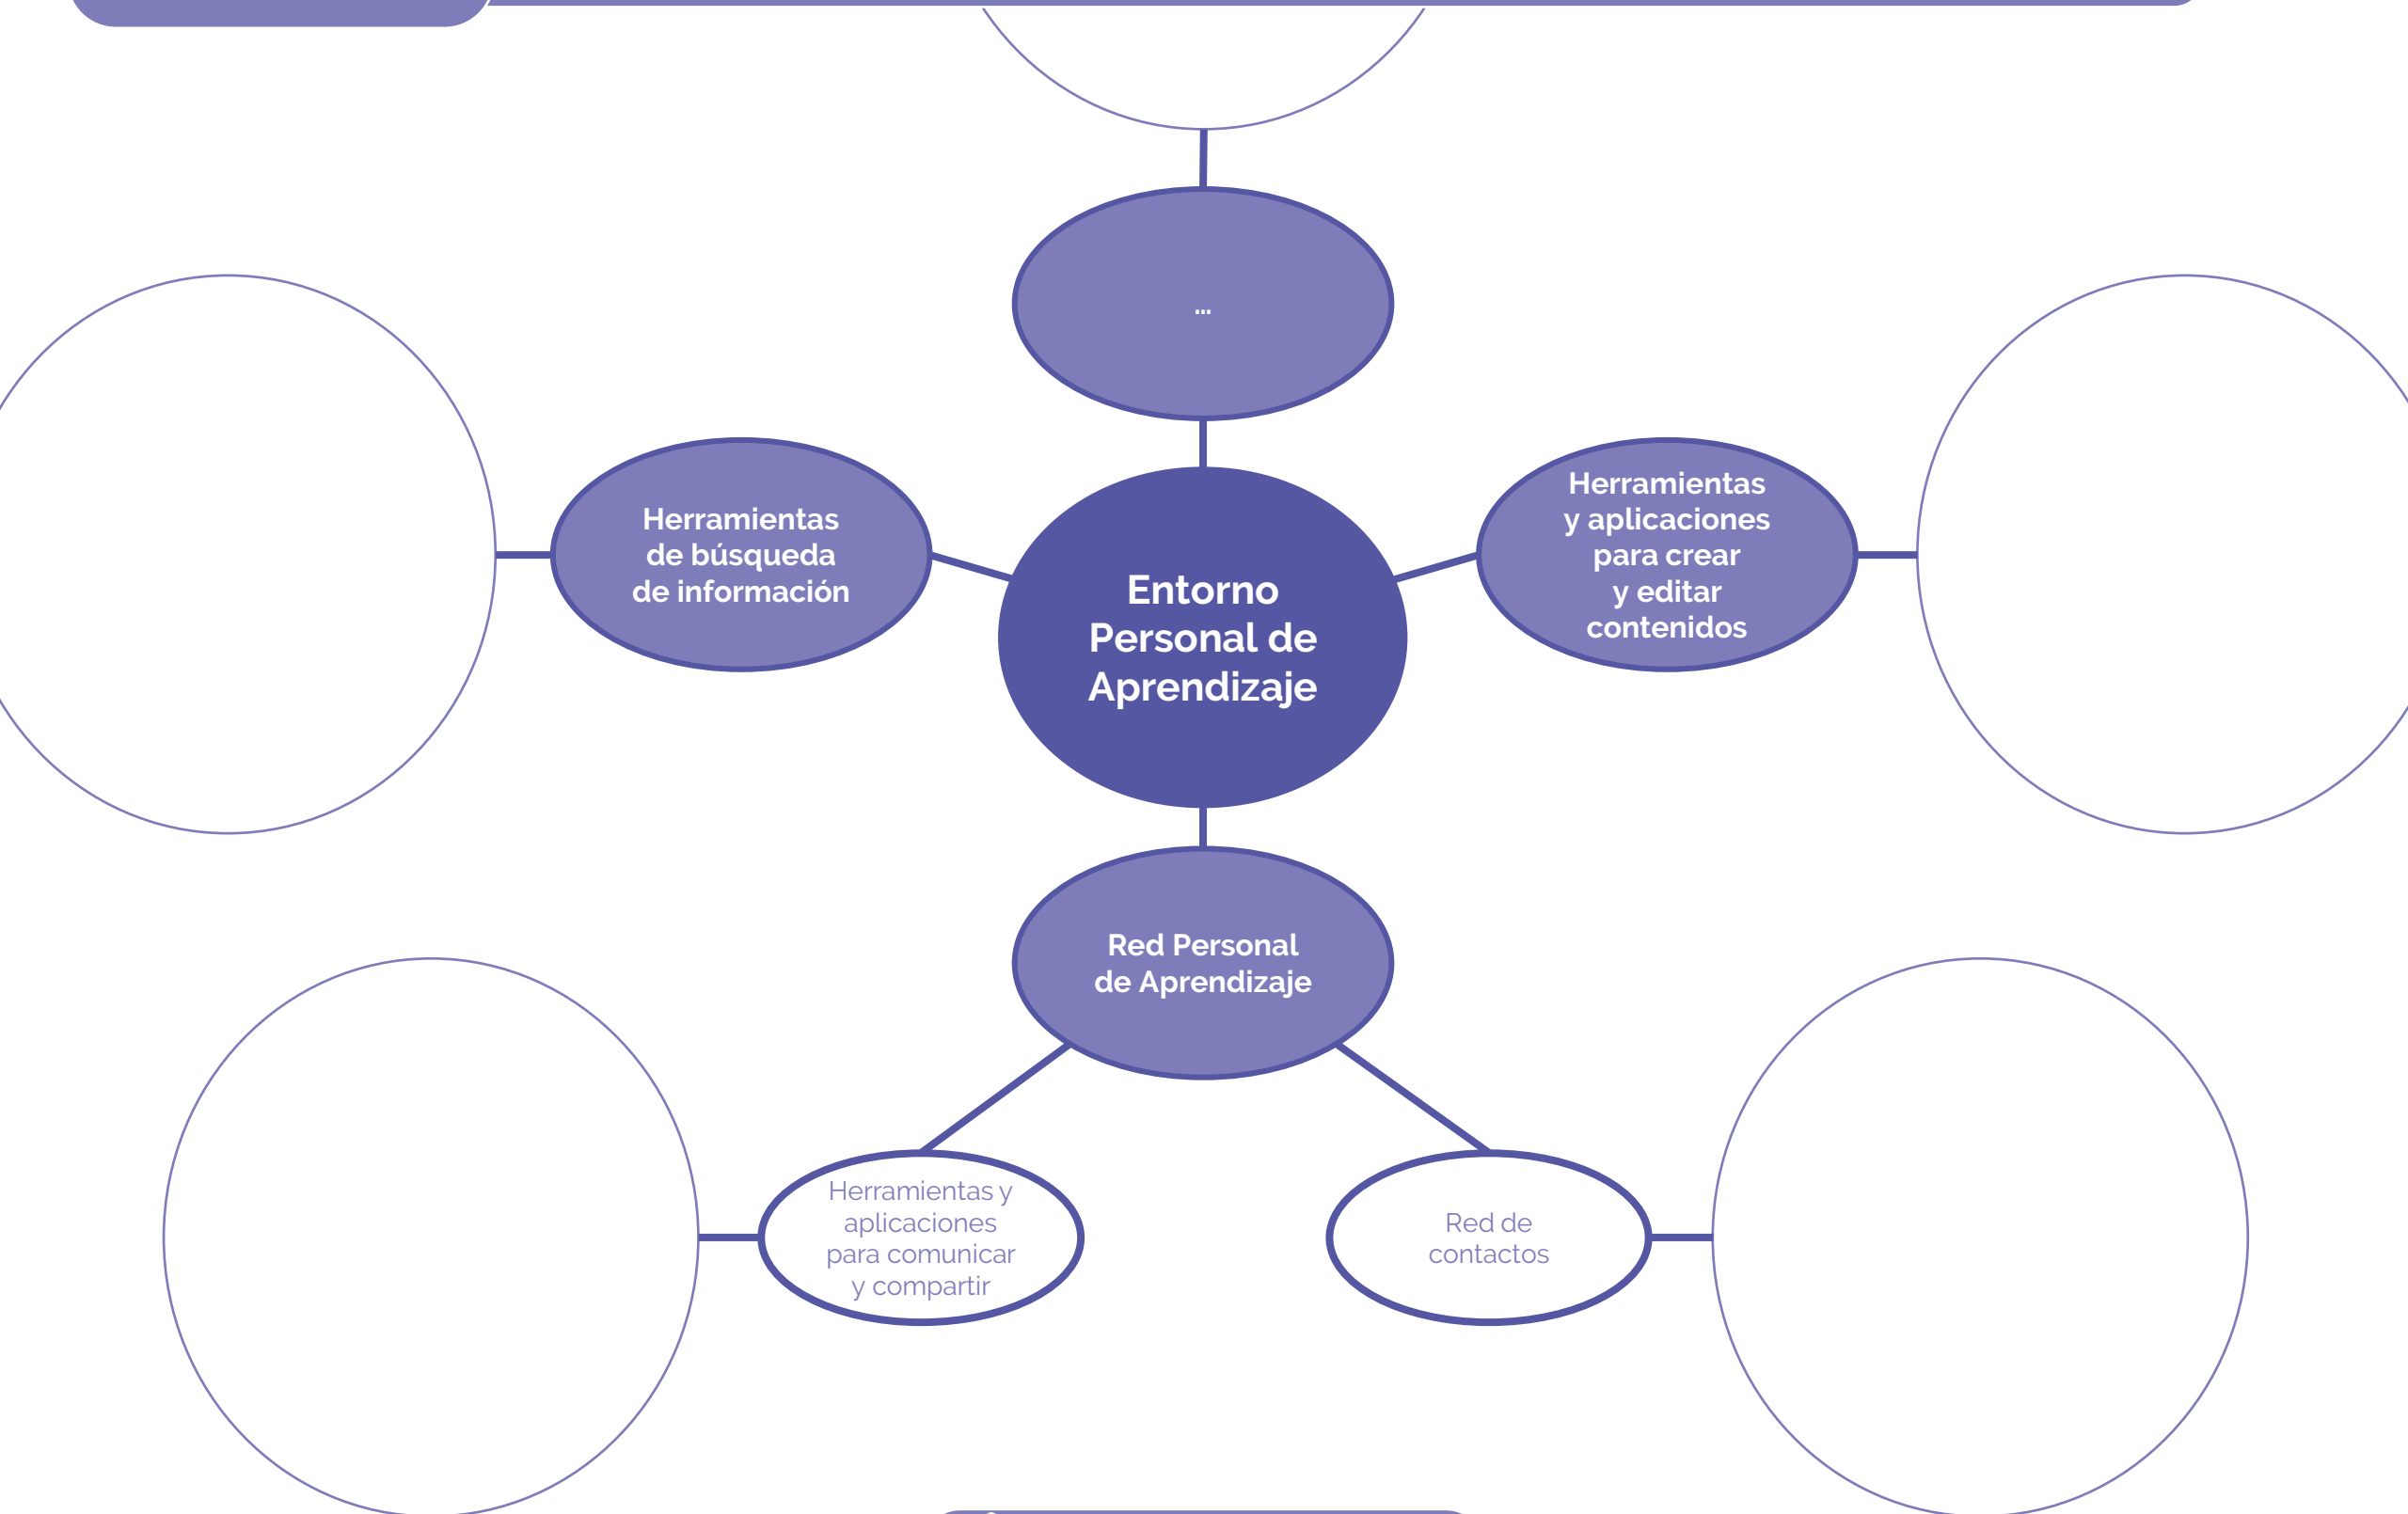 ...
Herramientas
de búsqueda
de información
Entorno
Personal de
Aprendizaje
Herramientas
y aplicaciones
para crear
y editar
contenidos
Red Personal
de Aprendizaje
Herramientas y
aplicaciones
para comunicar
y compartir
Red de
contactos